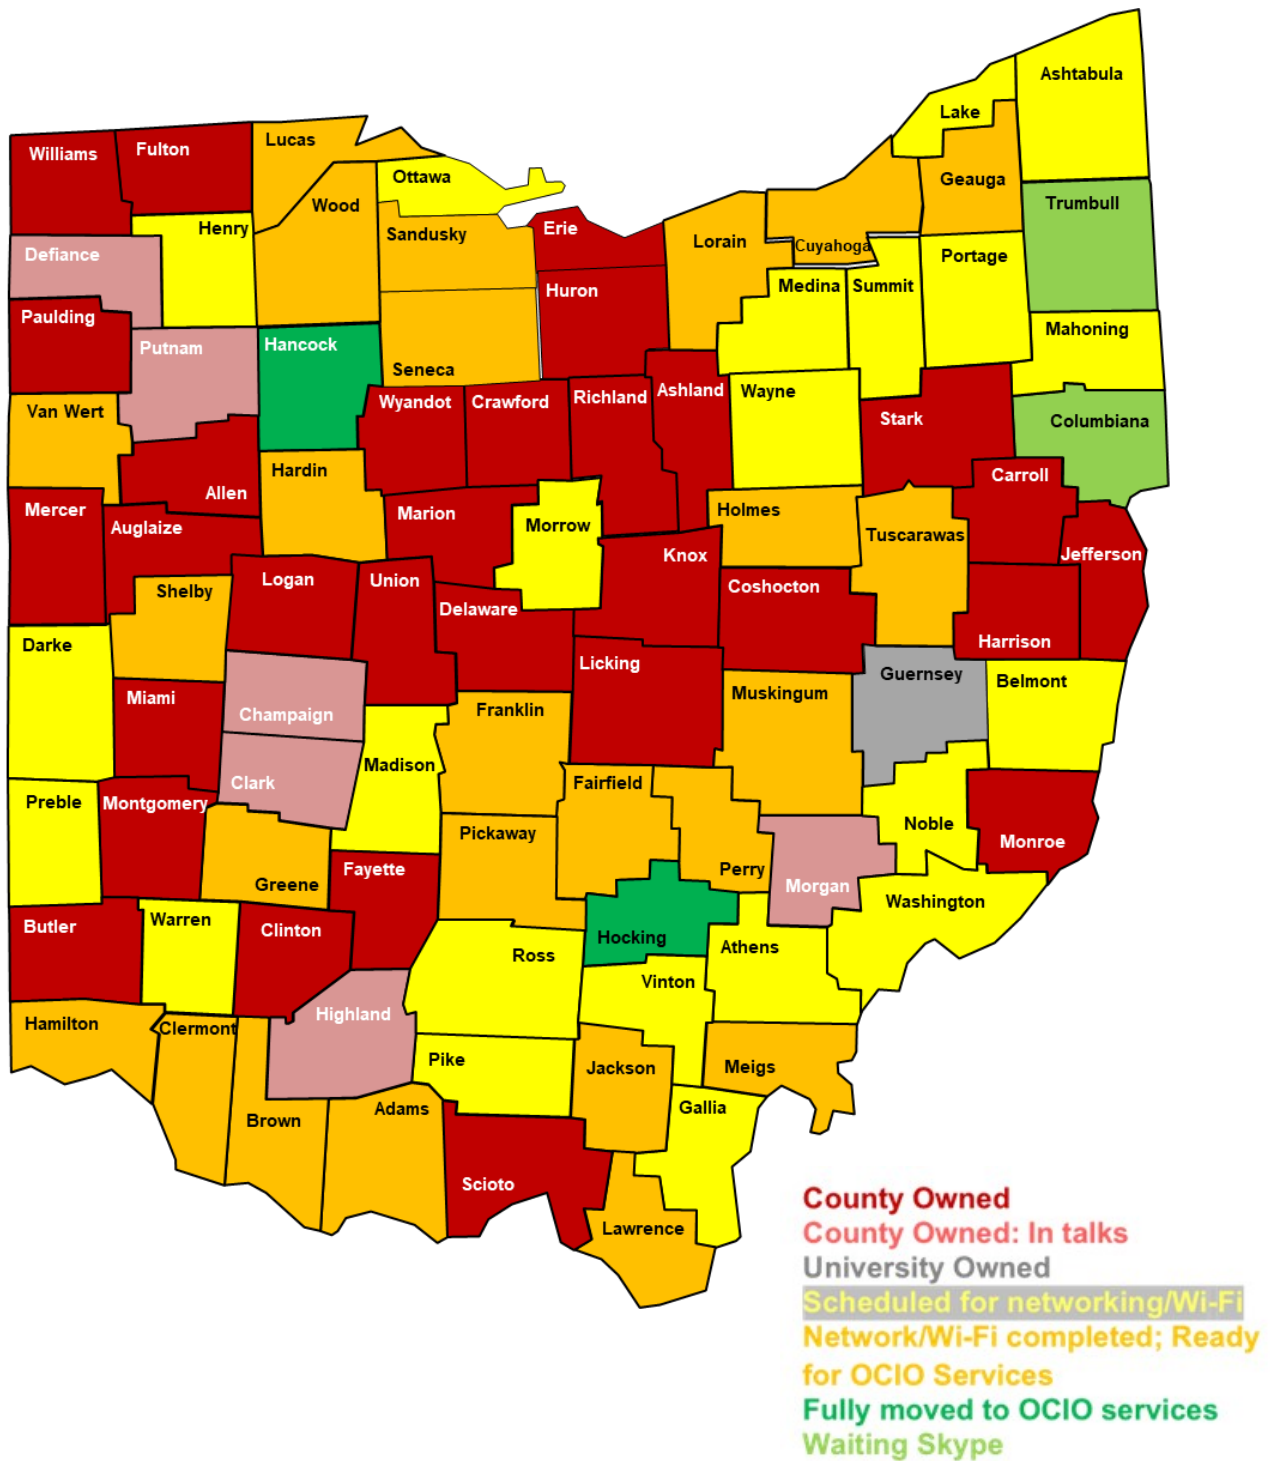 Ashtabula
Lake
Williams
Fulton
Lucas
Geauga
Ottawa
Wood
Trumbull
Henry
Sandusky
Erie
Lorain
Cuyahoga
Defiance
Portage
Huron
Medina
Summit
Paulding
Mahoning
Putnam
Hancock
Seneca
Van Wert
Wyandot
Crawford
Richland
Ashland
Wayne
Stark
Columbiana
Hardin
Carroll
Allen
Mercer
Marion
Holmes
Auglaize
Morrow
Tuscarawas
Knox
Jefferson
Logan
Union
Shelby
Coshocton
Delaware
Darke
Harrison
Licking
Guernsey
Belmont
Miami
Muskingum
Champaign
Franklin
Madison
Clark
Fairfield
Preble
Montgomery
Noble
Pickaway
Monroe
Fayette
Perry
Greene
Morgan
Washington
Warren
Butler
Clinton
Hocking
Athens
Ross
Vinton
Highland
Hamilton
Clermont
Pike
Jackson
Meigs
Adams
Gallia
Brown
Scioto
Lawrence
County Owned
County Owned: In talks
University Owned
Scheduled for networking/Wi-Fi
Network/Wi-Fi completed; Ready
for OCIO Services
Fully moved to OCIO services
Waiting Skype